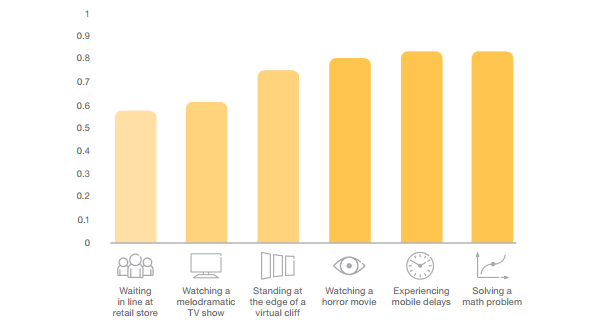 1
0.9
0.8
0.7
0.6
0.5
0.4
0.3
0.2
0.1
0
Waiting
in line at
retail store
Watching a
melodramatic
TV show
Standing at
the edge of a
virtual cliff
Watching a
horror movie
Experiencing
mobile delays
Solving a
math problem